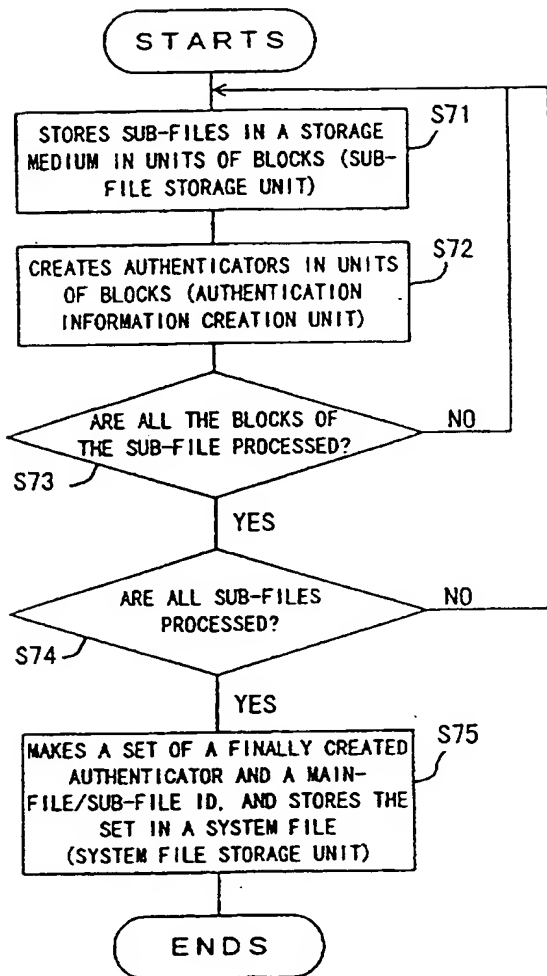 STARTS
S71
STORES SUB-FILES IN A STORAGE
MEDIUM IN UNITS OF BLOCKS (SUB-
FILE STORAGE UNIT)
S72
CREATES AUTHENTICATORS IN UNITS
OF BLOCKS (AUTHENTICATION
INFORMATION CREATION UNIT)
ARE ALL THE BLOCKS OF
THE SUB-FILE PROCESSED?
NO
S73
YES
ARE ALL SUB-FILES
PROCESSED?
NO
S74
YES
S75
MAKES A SET OF A FINALLY CREATED
AUTHENTICATOR AND A MAIN-
FILE/SUB-FILE ID, AND STORES THE
SET IN A SYSTEM FILE
(SYSTEM FILE STORAGE UNIT)
ENDS